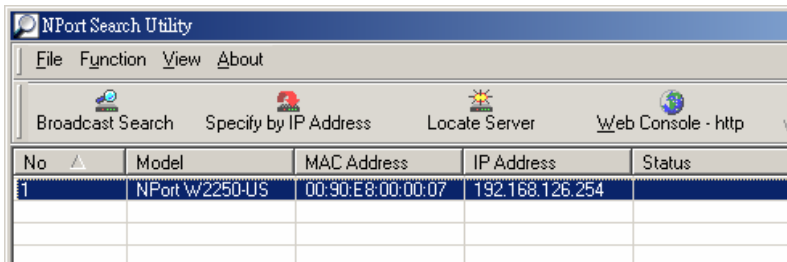 NPort Search Utility
File Function View About
Broadcast Search Specify by IP Address Locate Server Web Console - http
No Model MAC Address IP Address Status
1 NPort W2250-US 00:90:E8:00:00:07 192.168.126.254